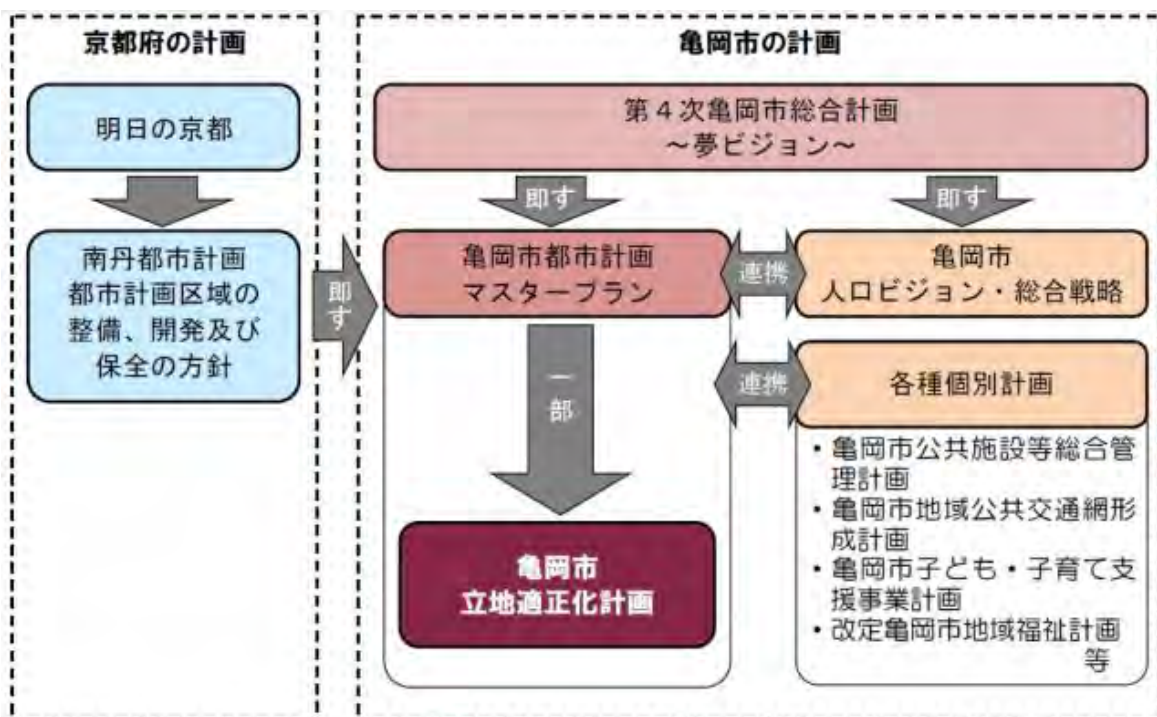 京都府の計画
明日の京都
南丹都市計画
都市計画区域の
整備、開発及び
保全の方針
即す
亀岡市の計画
第4次亀岡市総合計画
～夢ビジョン～
即す
即す
亀岡市都市計画
マスタープラン
連携
亀岡市
人口ビジョン・総合戦略
一部
連携
各種個別計画
・亀岡市公共施設等総合管
理計画
・亀岡市地域公共交通網形
成計画
・亀岡市子ども・子育て支
援事業計画
・改定亀岡市地域福祉計画
等
亀岡市
立地適正化計画